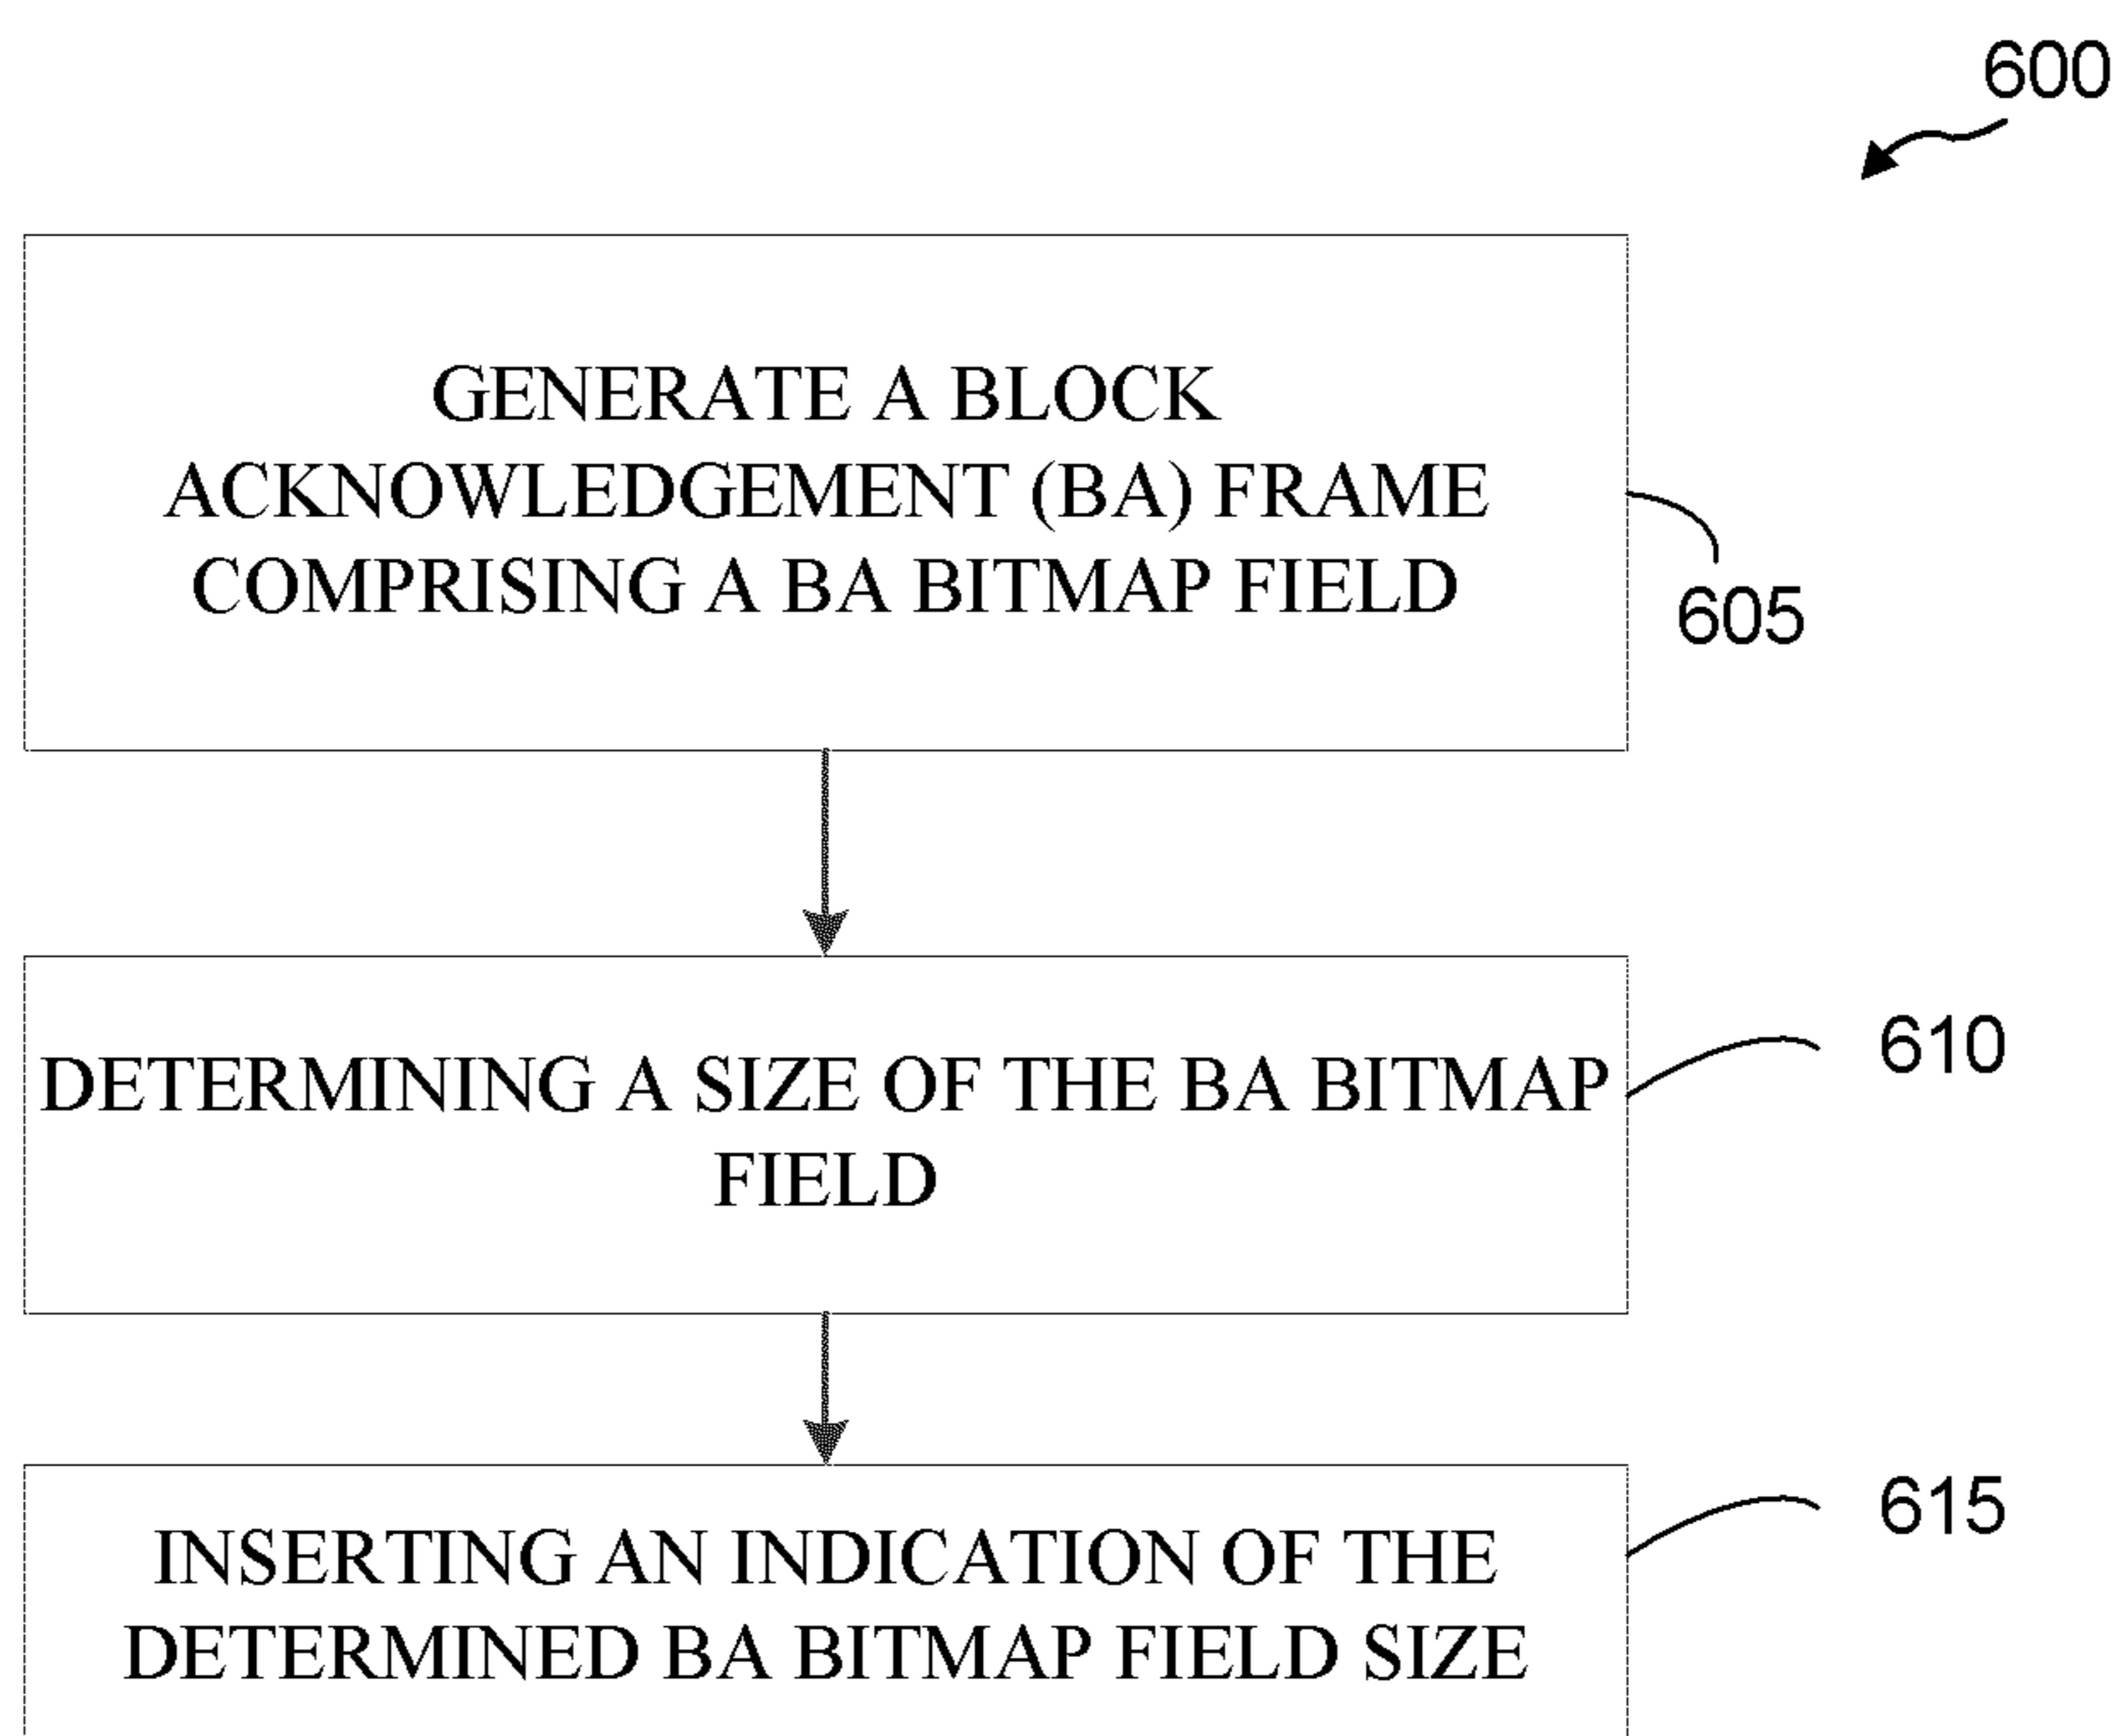 600
GENERATE A BLOCK
ACKNOWLEDGEMENT (BA) FRAME
COMPRISING A BA BITMAP FIELD
605
DETERMINING A SIZE OF THE BA BITMAP
FIELD
610
INSERTING AN INDICATION OF THE
DETERMINED BA BITMAP FIELD SIZE
615